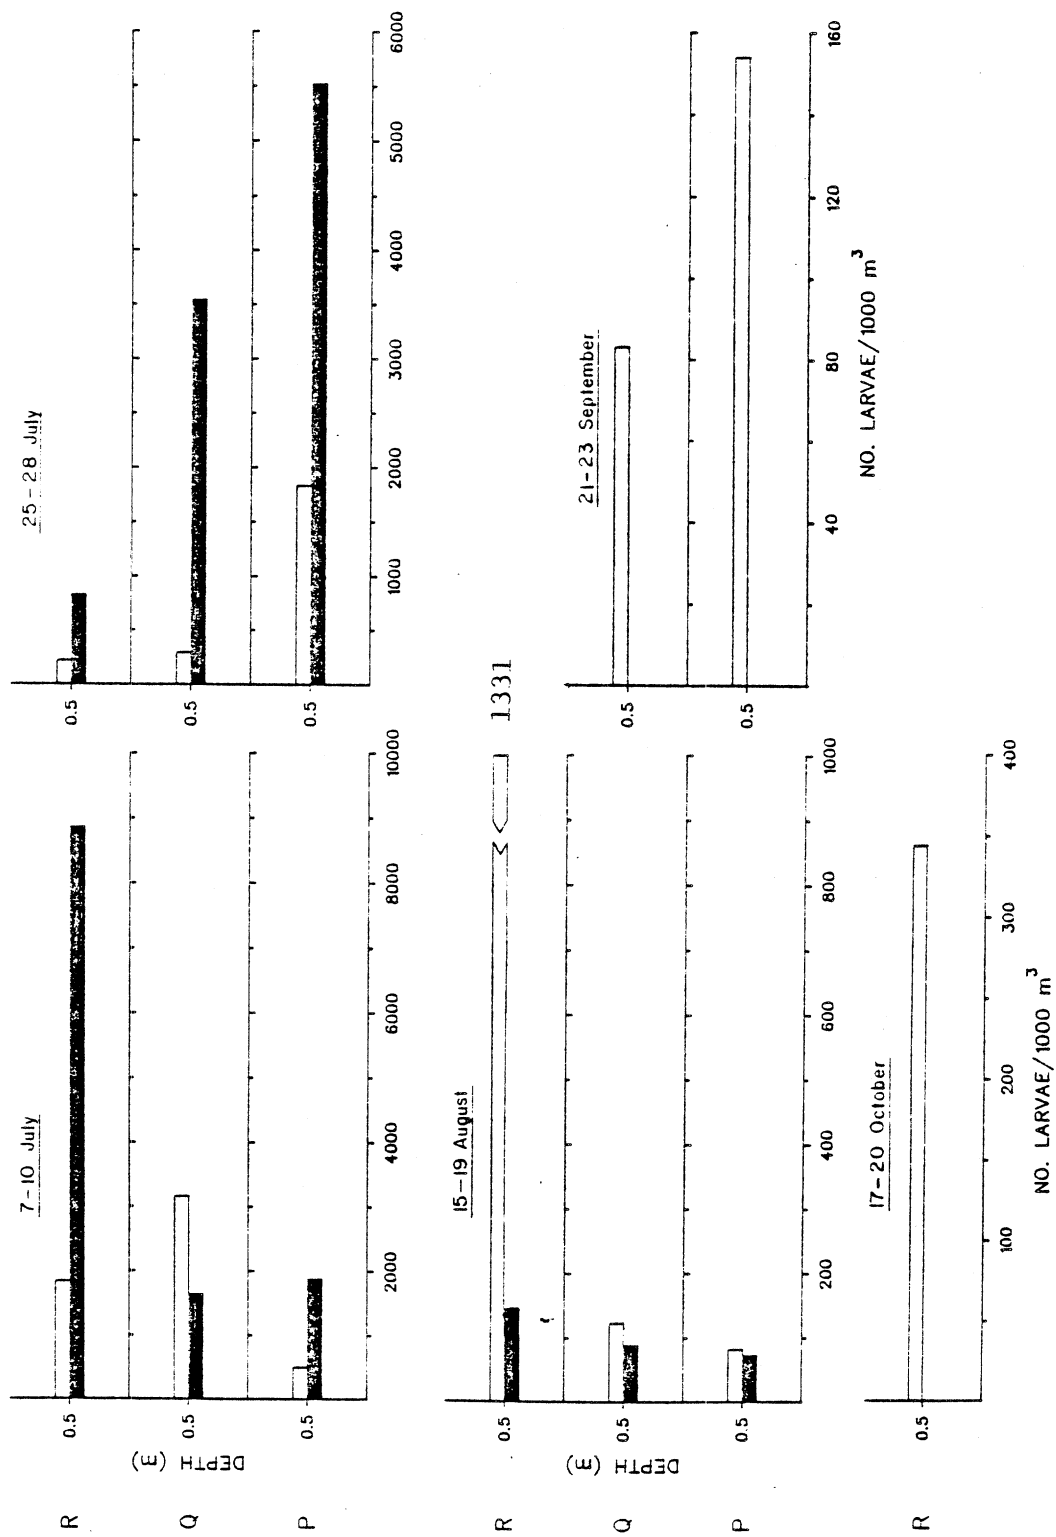 7-10 July
R
0.5
Q
0.5
P
0.5
DEPTH (m)
2000
4000
6000
8000
10000
25-28 July
0.5
0.5
0.5
1000
2000
3000
4000
5000
6000
15-19 August
R
0.5
1331
Q
0.5
P
0.5
DEPTH (m)
200
400
600
800
1000
21-23 September
0.5
0.5
40
80
120
160
NO. LARVAE/1000 m³
17-20 October
R
0.5
100
200
300
400
NO. LARVAE/1000 m³